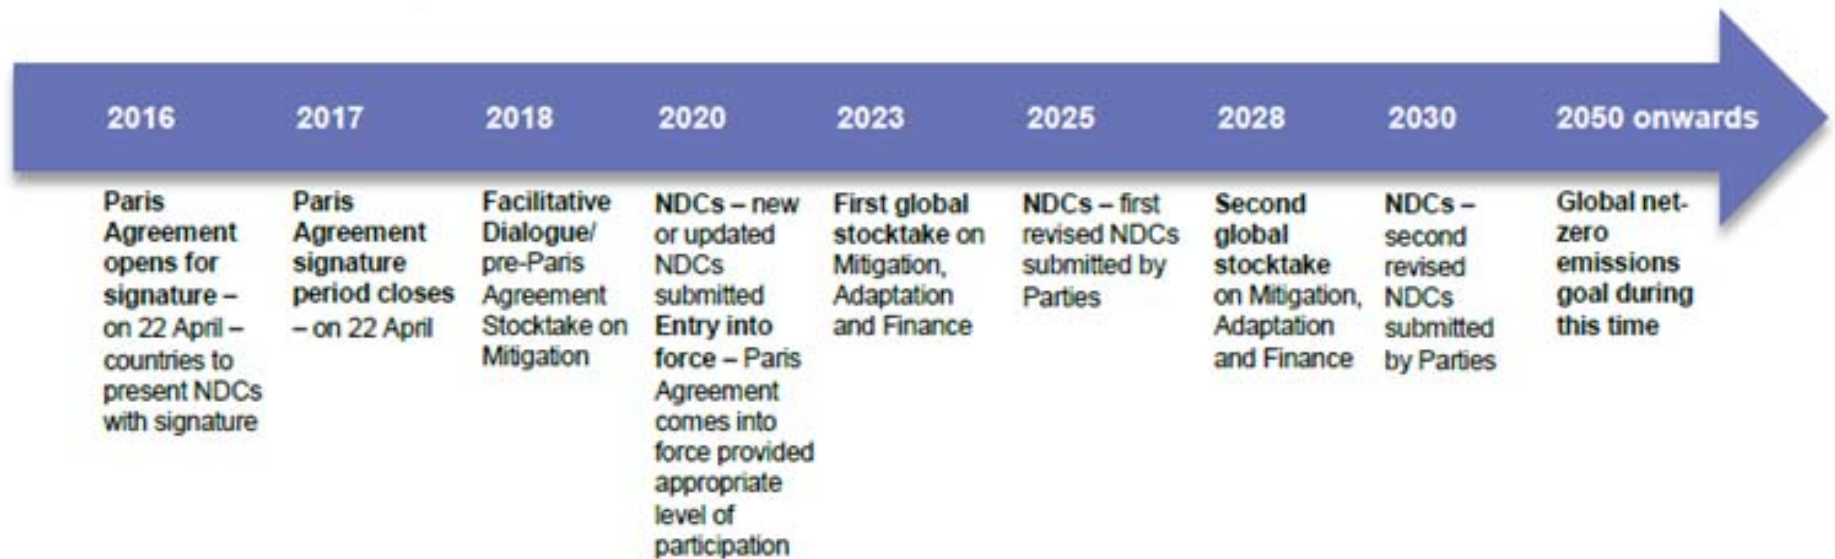 2016 2017 2018 2020 2023 2025 2028 2030 2050 onwards
Paris
Agreement
opens for
signature –
on 22 April –
countries to
present NDCs
with signature
Paris
Agreement
signature
period closes
– on 22 April
Facilitative
Dialogue/
pre-Paris
Agreement
Stocktake on
Mitigation
NDCs – new
or updated
NDCs
submitted
Entry into
force – Paris
Agreement
comes into
force provided
appropriate
level of
participation
First global
stocktake on
Mitigation,
Adaptation
and Finance
NDCs – first
revised NDCs
submitted by
Parties
Second
global
stocktake
on Mitigation,
Adaptation
and Finance
NDCs –
second
revised
NDCs
submitted
by Parties
Global net-
zero
emissions
goal during
this time